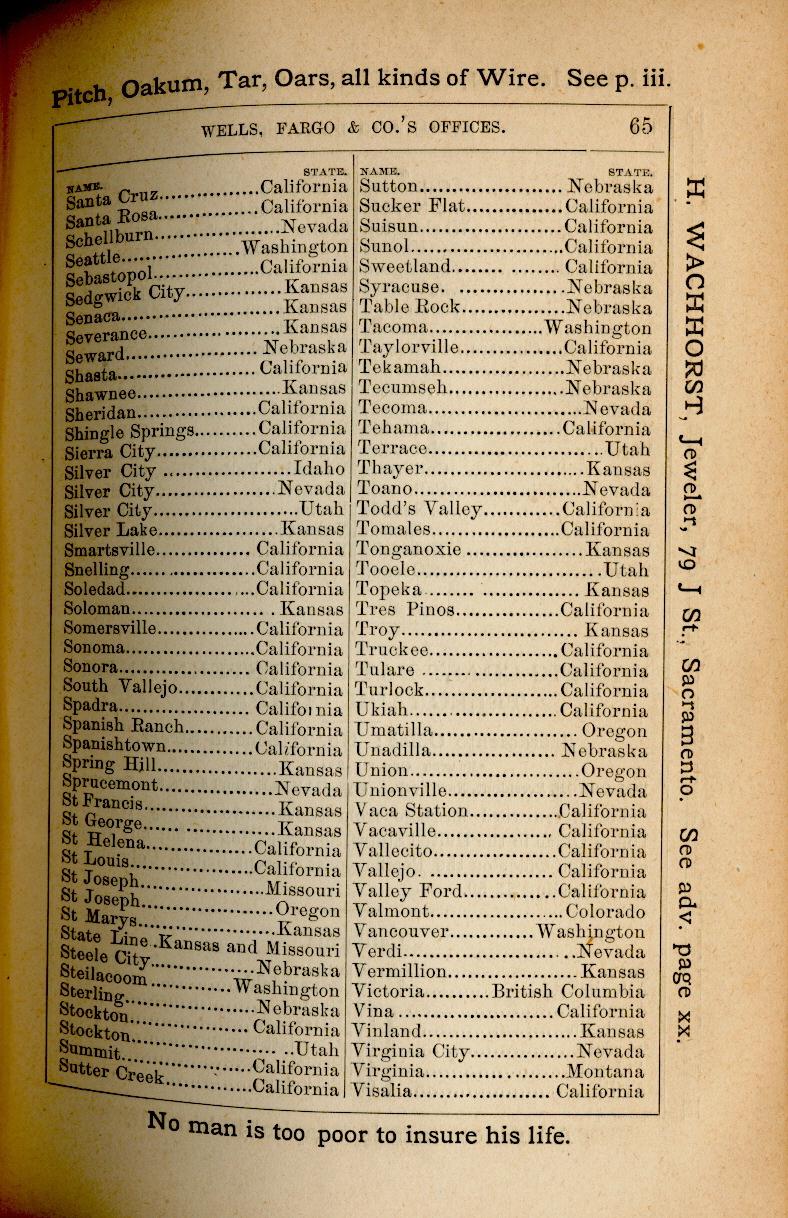 Pitch, Oakum, Tar, Oars, all kinds of Wire. See p. iii.
WELLS, FARGO & CO.'S OFFICES. 65
NAME. STATE.
Santa Cruz..................California
Santa Rosa..................California
Schellburn..................Nevada
Seattle..................Washington
Sebastopol..................California
Sedgwick City..................Kansas
Senaca..................Kansas
Severance..................Kansas
Seward..................Nebraska
Shasta..................California
Shawnee..................Kansas
Sheridan..................California
Shingle Springs.........California
Sierra City...............California
Silver City ..................Idaho
Silver City..................Nevada
Silver City..................Utah
Silver Lake..................Kansas
Smartsville.............. California
Snelling..................California
Soledad..................California
Soloman.................. . Kansas
Somersville...............California
Sonoma..................California
Sonora.................. California
South Vallejo...........California
Spadra.................. California
Spanish Ranch..........California
Spanishtown.............California
Spring Hill..................Kansas
Sprucemont..................Nevada
St Francis..................Kansas
St George...... .............Kansas
St Helena..................California
St Louis..................California
St Joseph..................Missouri
St Joseph..................Oregon
St Marys..................Kansas
State Line..Kansas and Missouri
Steele City...............Nebraska
Steilacoom.............Washington
Sterling..................Nebraska
Stockton.................. California
Stockton.................. ..Utah
Summit..................California
Sutter Creek.............California
NAME. STATE.
Sutton...................... Nebraska
Sucker Flat...............California
Suisun......................California
Sunol........................California
Sweetland........ ........ California
Syracuse. .................Nebraska
Table Rock................Nebraska
Tacoma..................Washington
Taylorville................California
Tekamah...................Nebraska
Tecumseh..................Nebraska
Tecoma........................Nevada
Tehama....................California
Terrace...........................Utah
Thayer.........................Kansas
Toano..........................Nevada
Todd's Valley............California
Tomales....................California
Tonganoxie ..................Kansas
Tooele.............................Utah
Topeka ....... ............... Kansas
Tres Pinos................California
Troy............................ Kansas
Truckee....................California
Tulare .....................California
Turlock.....................California
Ukiah.......................California
Umatilla...................... Oregon
Unadilla................... Nebraska
Union..........................Oregon
Unionville....................Nevada
Vaca Station..............California
Vacaville.................. California
Vallecito...................California
Vallejo. ................... California
Valley Ford...............California
Valmont.....................Colorado
Vancouver.............Washington
Verdi........................ ..Nevada
Vermillion....................Kansas
Victoria..........British Columbia
Vina ........................California
Vinland........................Kansas
Virginia City................Nevada
Virginia......................Montana
Visalia...................... California
No man is too poor to insure his life.
H. WACHHORST, Jeweler, 79 J St., Sacramento. See adv. page xx.